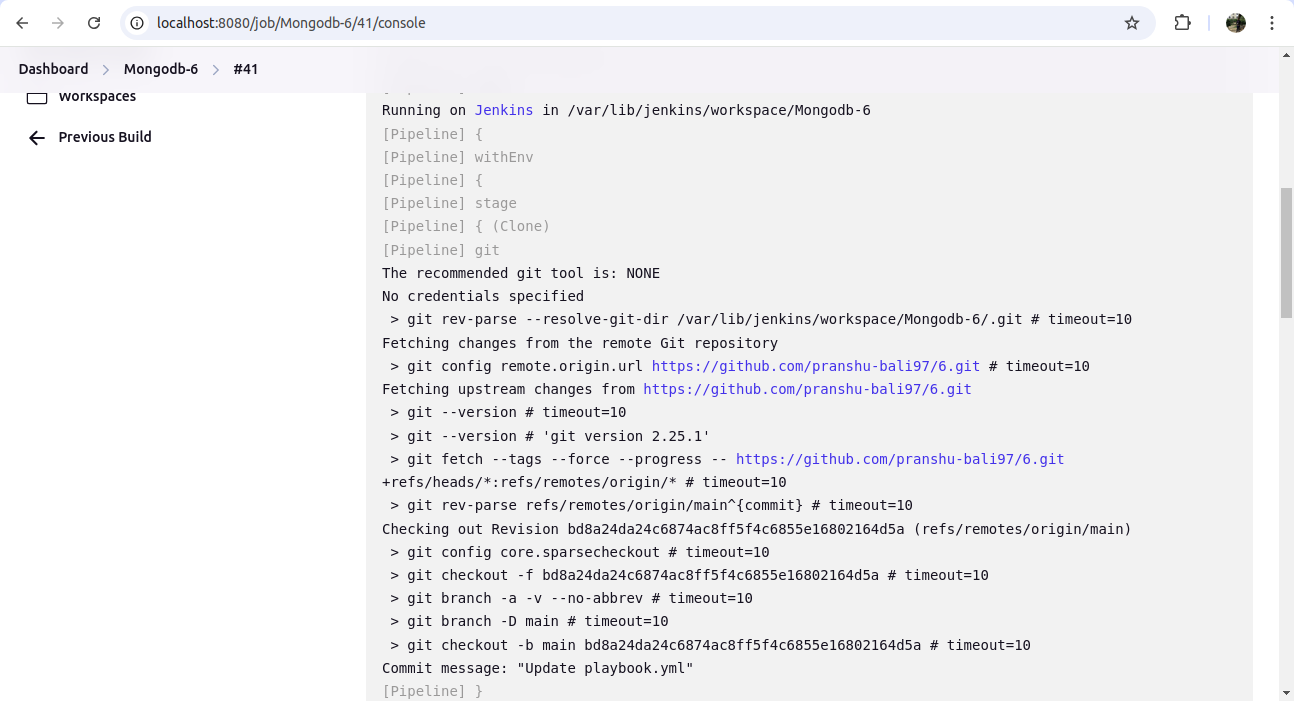 localhost:8080/job/Mongodb-6/41/console
Dashboard > Mongodb-6 > #41
Workspaces
Previous Build
Running on Jenkins in /var/lib/jenkins/workspace/Mongodb-6
[Pipeline] {
[Pipeline] withEnv
[Pipeline] {
[Pipeline] stage
[Pipeline] { (Clone)
[Pipeline] git
The recommended git tool is: NONE
No credentials specified
 > git rev-parse --resolve-git-dir /var/lib/jenkins/workspace/Mongodb-6/.git # timeout=10
Fetching changes from the remote Git repository
 > git config remote.origin.url https://github.com/pranshu-bali97/6.git # timeout=10
Fetching upstream changes from https://github.com/pranshu-bali97/6.git
 > git --version # timeout=10
 > git --version # 'git version 2.25.1'
 > git fetch --tags --force --progress -- https://github.com/pranshu-bali97/6.git
+refs/heads/*:refs/remotes/origin/* # timeout=10
 > git rev-parse refs/remotes/origin/main^{commit} # timeout=10
Checking out Revision bd8a24da24c6874ac8ff5f4c6855e16802164d5a (refs/remotes/origin/main)
 > git config core.sparsecheckout # timeout=10
 > git checkout -f bd8a24da24c6874ac8ff5f4c6855e16802164d5a # timeout=10
 > git branch -a -v --no-abbrev # timeout=10
 > git branch -D main # timeout=10
 > git checkout -b main bd8a24da24c6874ac8ff5f4c6855e16802164d5a # timeout=10
Commit message: "Update playbook.yml"
[Pipeline] }